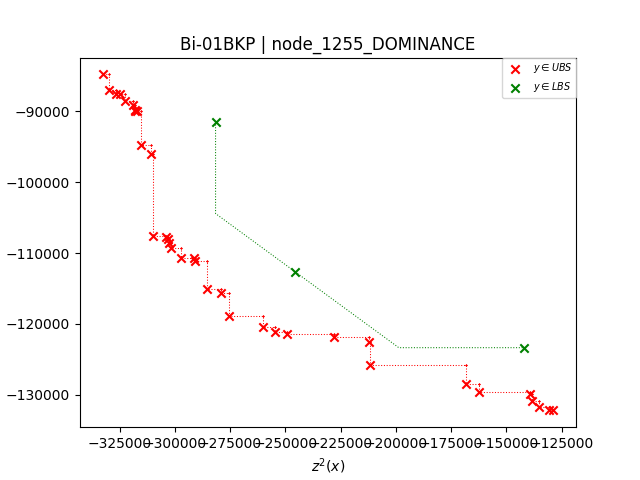 Bi-01BKP | node_1255_DOMINANCE
y ∈ UBS
y ∈ LBS
−90000
−100000
−110000
−120000
−130000
−325000 −300000 −275000 −250000 −225000 −200000 −175000 −150000 −125000
z²(x)